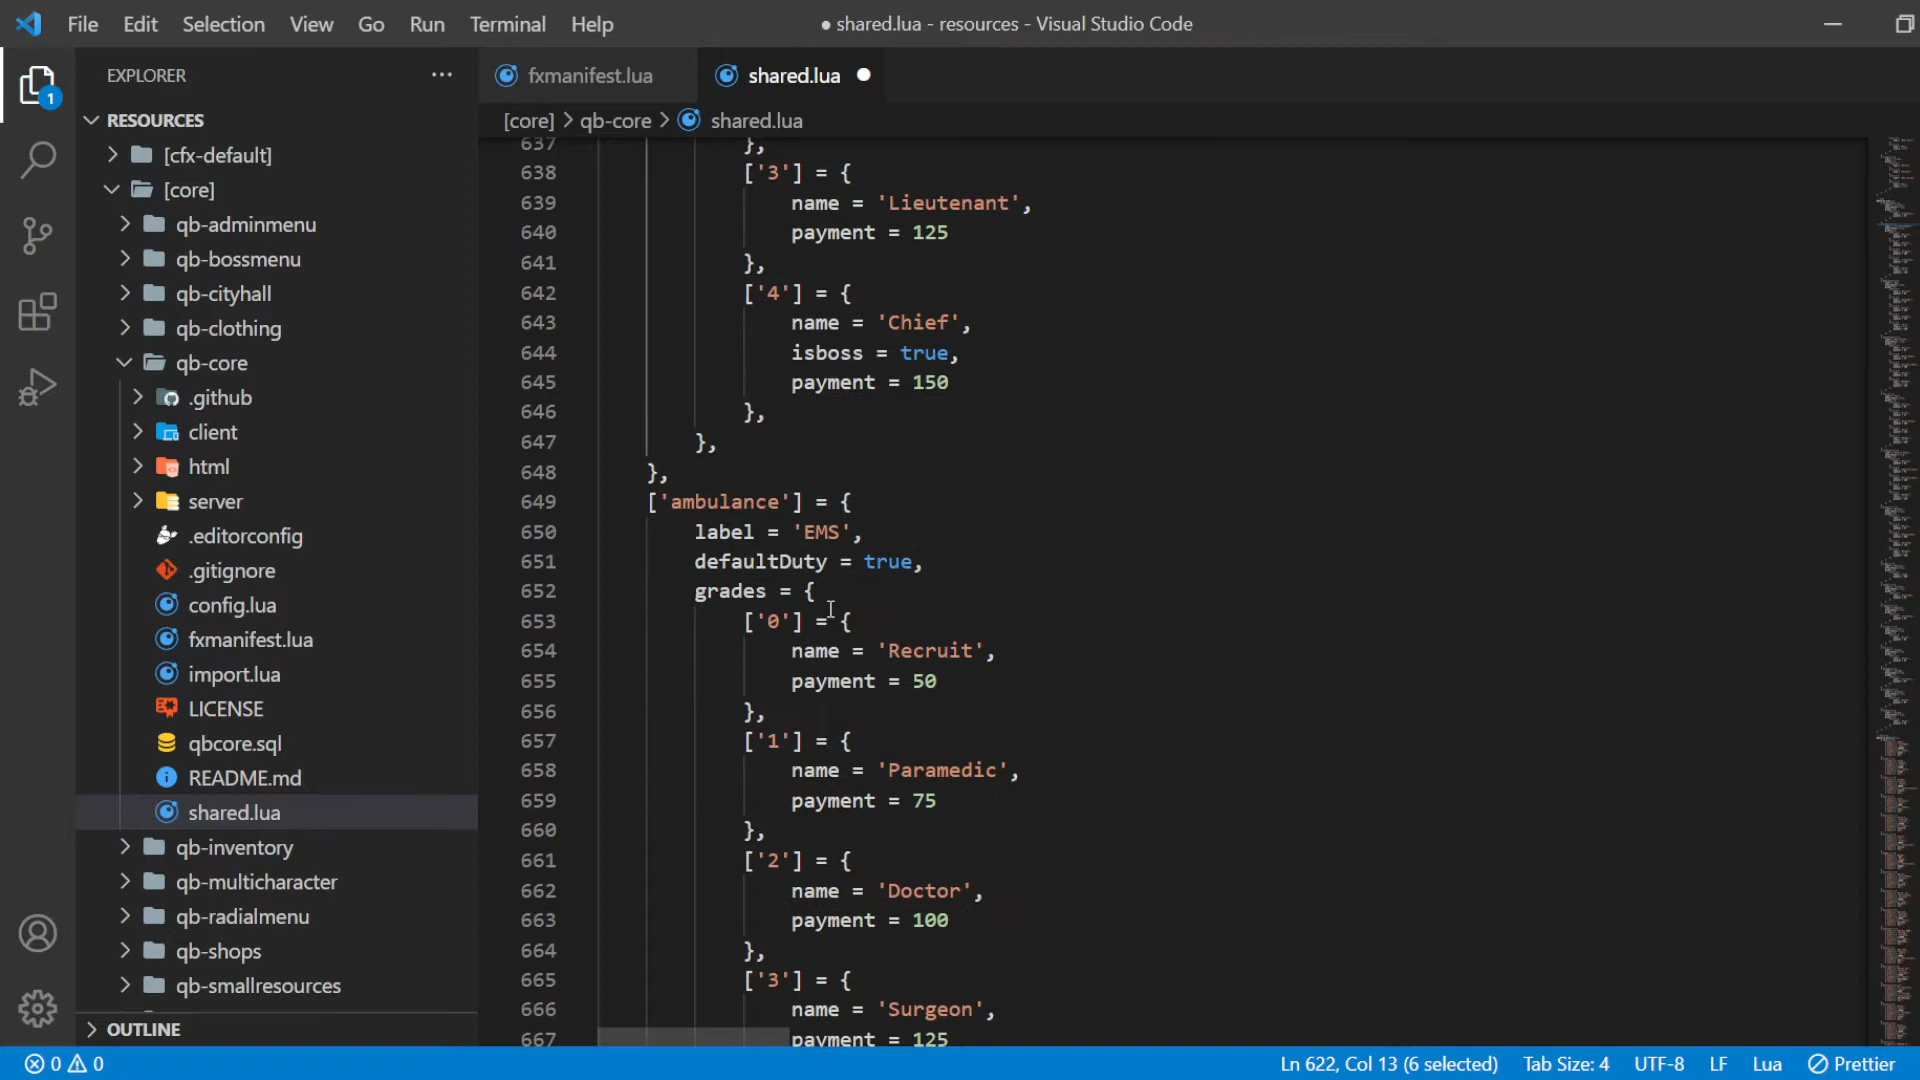 File Edit Selection View Go Run Terminal Help
● shared.lua - resources - Visual Studio Code
EXPLORER ···
1
RESOURCES
[cfx-default]
[core]
qb-adminmenu
qb-bossmenu
qb-cityhall
qb-clothing
qb-core
.github
client
html
server
.editorconfig
.gitignore
config.lua
fxmanifest.lua
import.lua
LICENSE
qbcore.sql
README.md
shared.lua
qb-inventory
qb-multicharacter
qb-radialmenu
qb-shops
qb-smallresources
OUTLINE
fxmanifest.lua
shared.lua ●
[core] > qb-core > shared.lua
637 },
638 ['3'] = {
639 name = 'Lieutenant',
640 payment = 125
641 },
642 ['4'] = {
643 name = 'Chief',
644 isboss = true,
645 payment = 150
646 },
647 },
648 },
649 ['ambulance'] = {
650 label = 'EMS',
651 defaultDuty = true,
652 grades = {
653 ['0'] = {
654 name = 'Recruit',
655 payment = 50
656 },
657 ['1'] = {
658 name = 'Paramedic',
659 payment = 75
660 },
661 ['2'] = {
662 name = 'Doctor',
663 payment = 100
664 },
665 ['3'] = {
666 name = 'Surgeon',
667 payment = 125
0 0
Ln 622, Col 13 (6 selected) Tab Size: 4 UTF-8 LF Lua Prettier